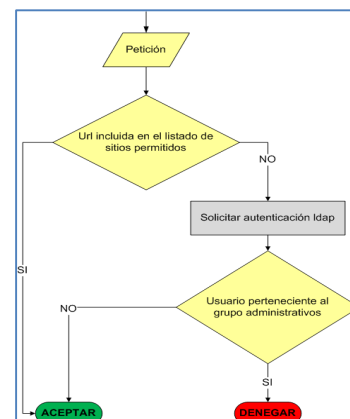 Petición
Url incluida en el listado de
sitios permitidos
NO
Solicitar autenticación ldap
SI
Usuario perteneciente al
grupo administrativos
NO
SI
ACEPTAR
DENEGAR